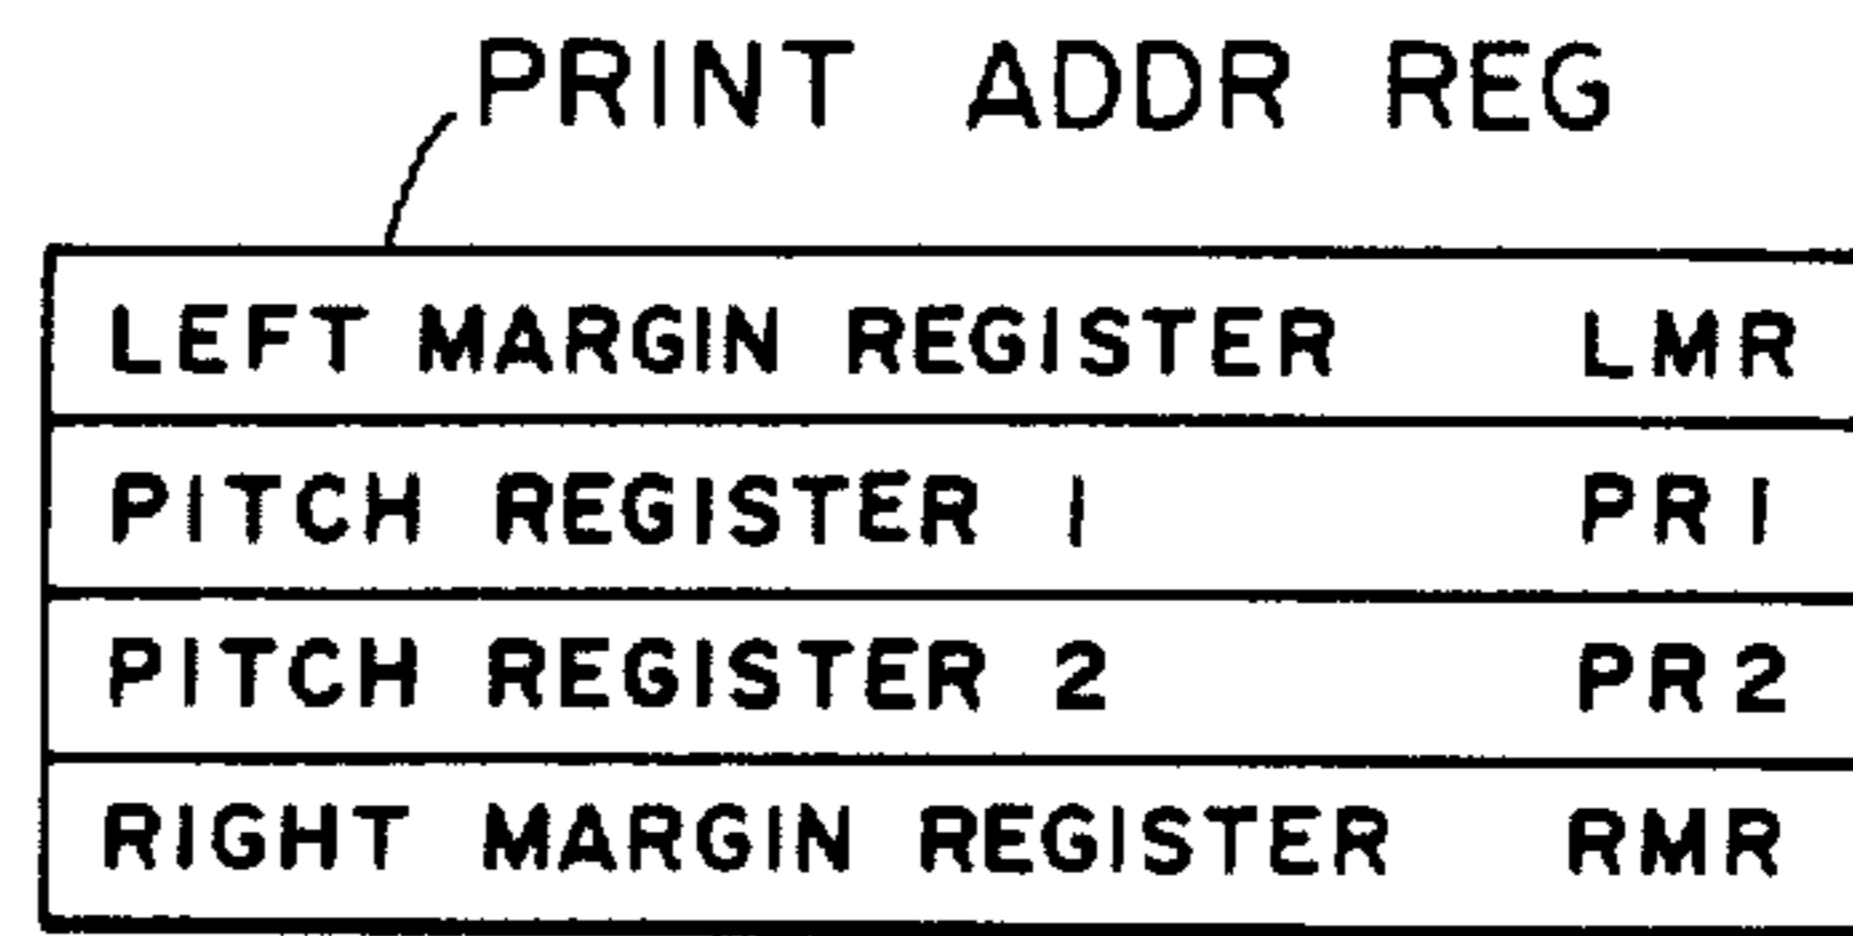 PRINT ADDR REG
LEFT MARGIN REGISTER LMR
PITCH REGISTER 1 PR1
PITCH REGISTER 2 PR2
RIGHT MARGIN REGISTER RMR